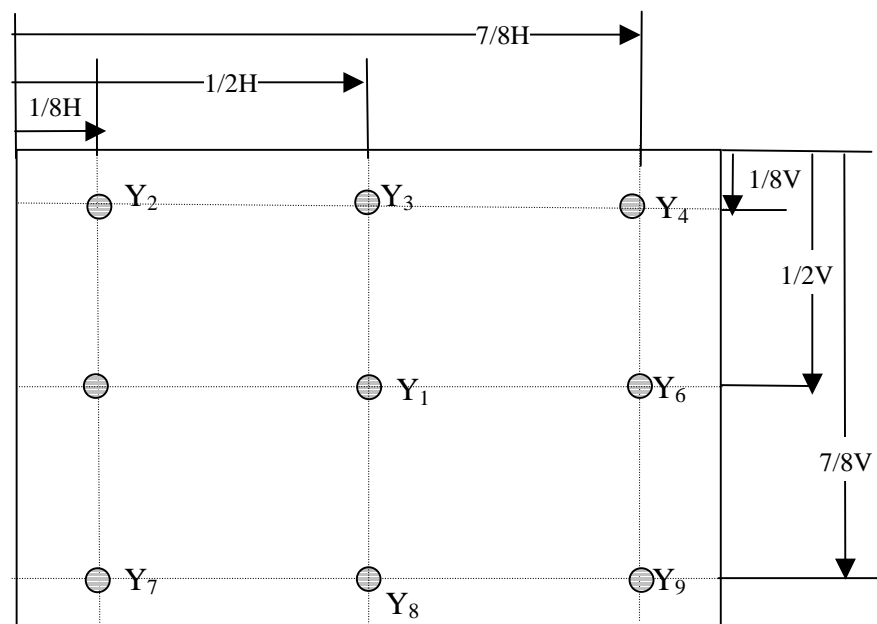 7/8H
1/2H
1/8H
Y₂ Y₃ Y₄ 1/8V
1/2V
Y₁ Y₆
7/8V
Y₇ Y₈ Y₉